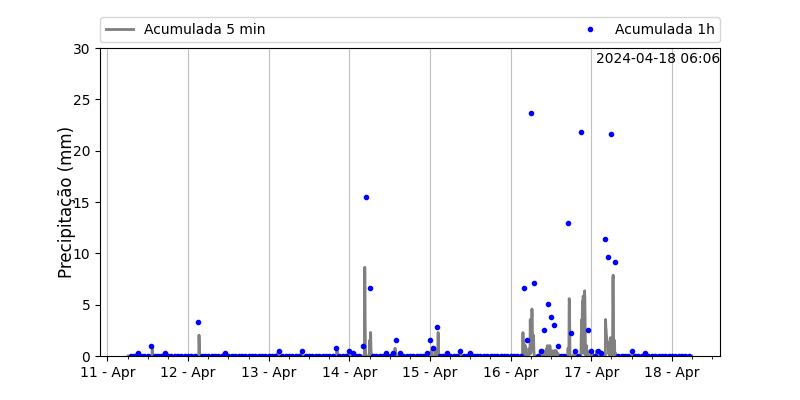 Acumulada 5 min
Acumulada 1h
2024-04-18 06:06
Precipitação (mm)
30
25
20
15
10
5
0
11 - Apr
12 - Apr
13 - Apr
14 - Apr
15 - Apr
16 - Apr
17 - Apr
18 - Apr